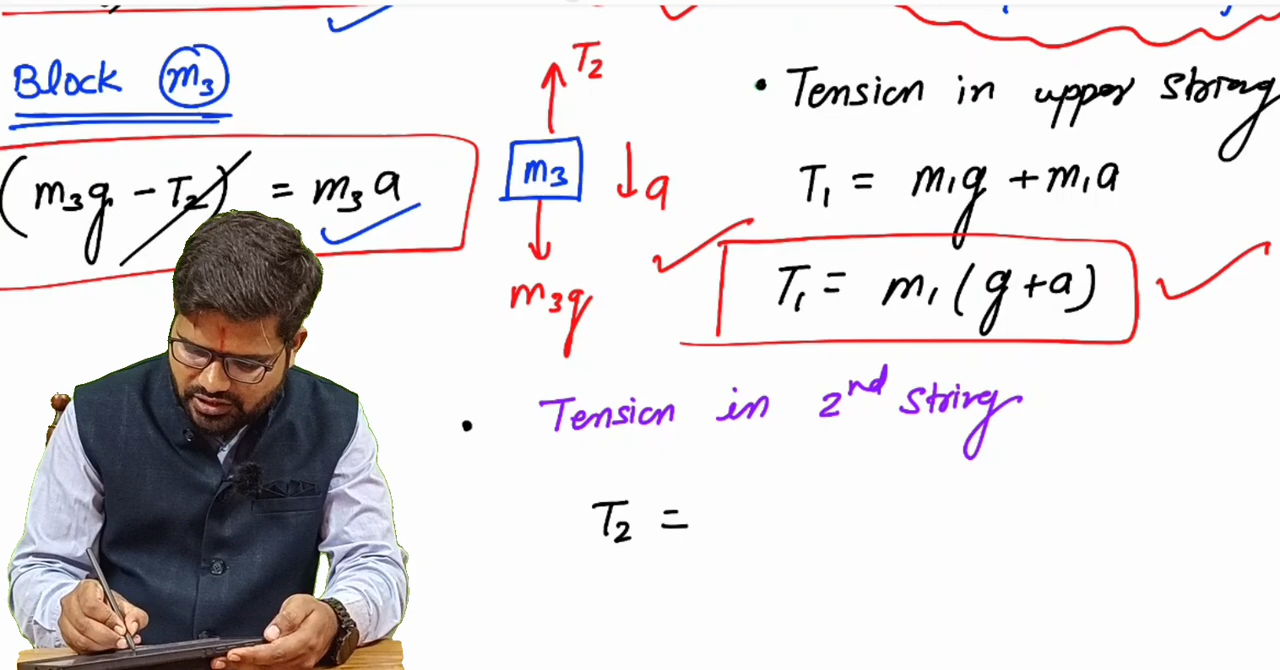 Block m₃
(m₃g - T₂) = m₃a
T₂
m₃
a
m₃g
• Tension in upper string
T₁ = m₁g + m₁a
T₁ = m₁(g+a)
• Tension in 2nd string
T₂ =